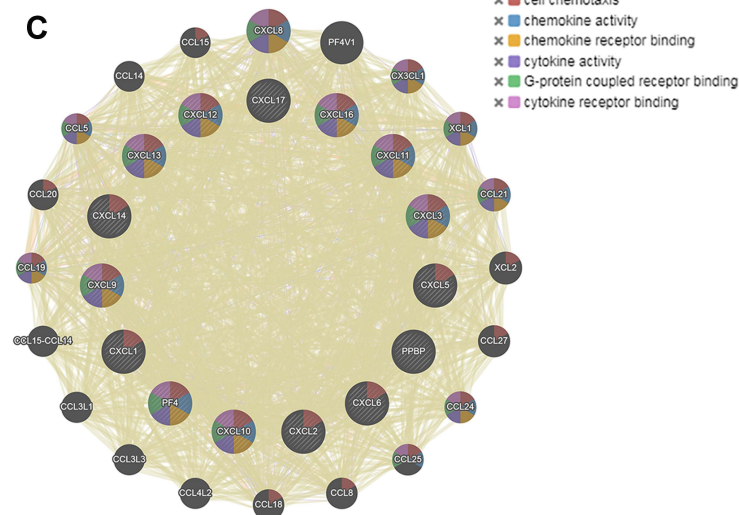 C
cell chemotaxis
chemokine activity
chemokine receptor binding
cytokine activity
G-protein coupled receptor binding
cytokine receptor binding
CXCL8
PF4V1
CCL15
CCL14
CX3CL1
CXCL17
CXCL12
CXCL16
CCL5
XCL1
CXCL13
CXCL11
CCL20
CCL21
CXCL14
CXCL3
CCL19
XCL2
CXCL9
CXCL5
CCL15-CCL14
CCL27
CXCL1
PPBP
CCL3L1
PF4
CXCL6
CCL24
CXCL10
CXCL2
CCL3L3
CCL25
CCL4L2
CCL8
CCL18